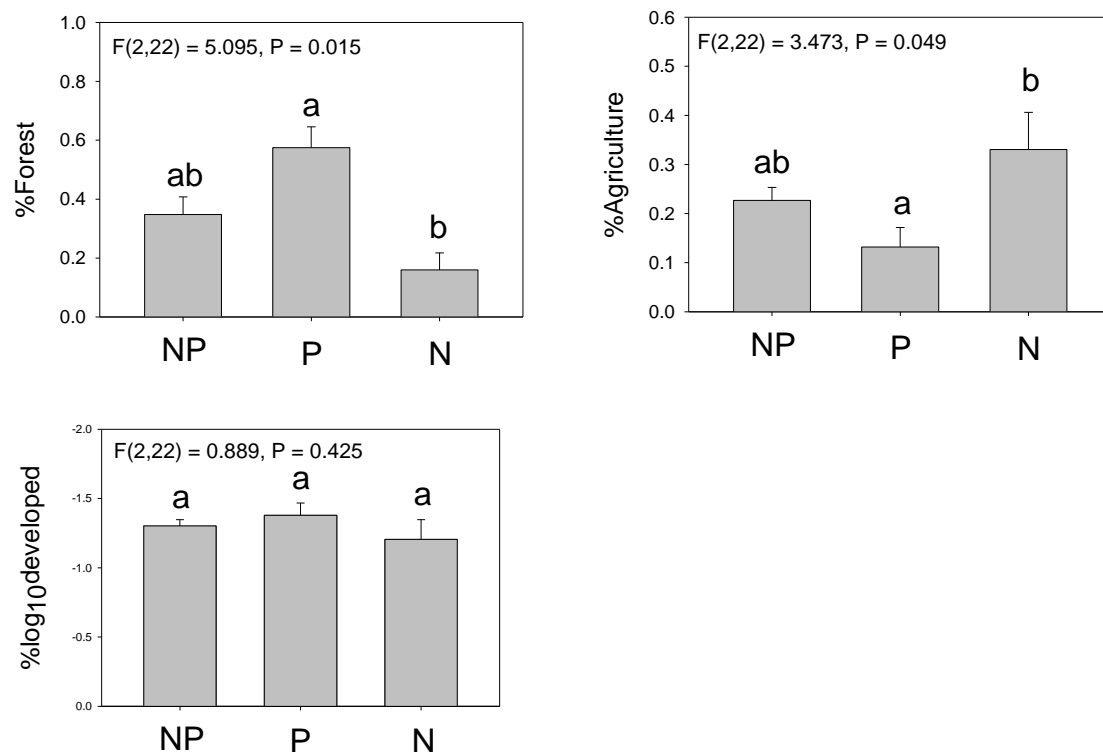 F(2,22) = 5.095, P = 0.015
%Forest
1.0
0.8
0.6
0.4
0.2
0.0
ab
a
b
NP P N
F(2,22) = 3.473, P = 0.049
%Agriculture
0.6
0.5
0.4
0.3
0.2
0.1
0.0
ab
a
b
NP P N
F(2,22) = 0.889, P = 0.425
%log10developed
-2.0
-1.5
-1.0
-0.5
0.0
a
a
a
NP P N